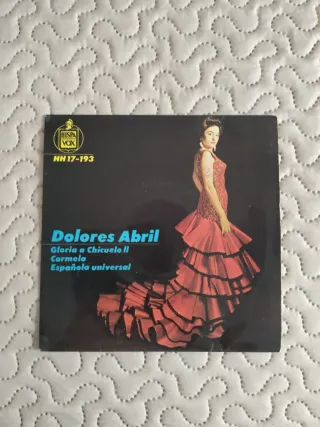 HISPA
VOX
HH 17-193
Dolores Abril
Gloria a Chicuelo II
Carmela
Española universal